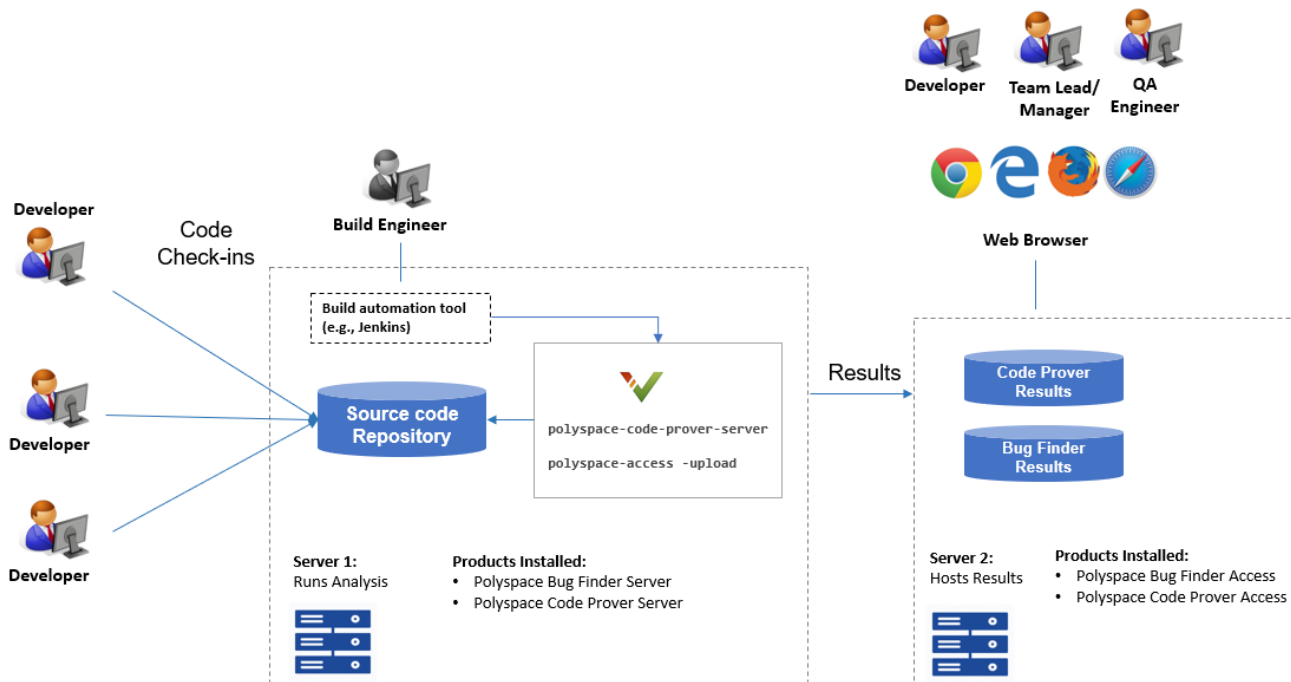 Developer
Team Lead/
Manager
QA
Engineer
Web Browser
Developer
Code
Check-ins
Build Engineer
Build automation tool
(e.g., Jenkins)
Source code
Repository
polyspace-code-prover-server
polyspace-access -upload
Results
Code Prover
Results
Bug Finder
Results
Developer
Developer
Server 1:
Runs Analysis
Products Installed:
• Polyspace Bug Finder Server
• Polyspace Code Prover Server
Server 2:
Hosts Results
Products Installed:
• Polyspace Bug Finder Access
• Polyspace Code Prover Access